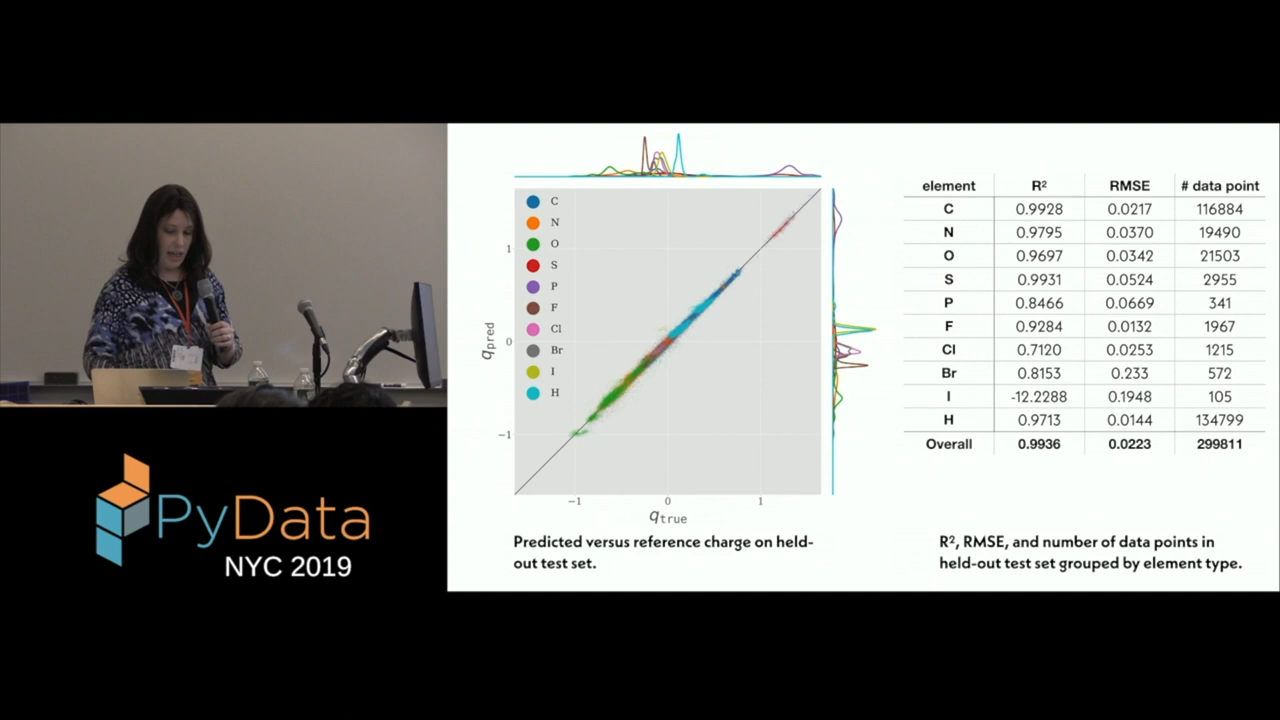 C
N
O
S
P
F
Cl
Br
I
H
1
0
−1
q pred
−1
0
1
q true
Predicted versus reference charge on held-
out test set.
element R² RMSE # data point
C 0.9928 0.0217 116884
N 0.9795 0.0370 19490
O 0.9697 0.0342 21503
S 0.9931 0.0524 2955
P 0.8466 0.0669 341
F 0.9284 0.0132 1967
Cl 0.7120 0.0253 1215
Br 0.8153 0.233 572
I -12.2288 0.1948 105
H 0.9713 0.0144 134799
Overall 0.9936 0.0223 299811
R², RMSE, and number of data points in
held-out test set grouped by element type.
PyData
NYC 2019